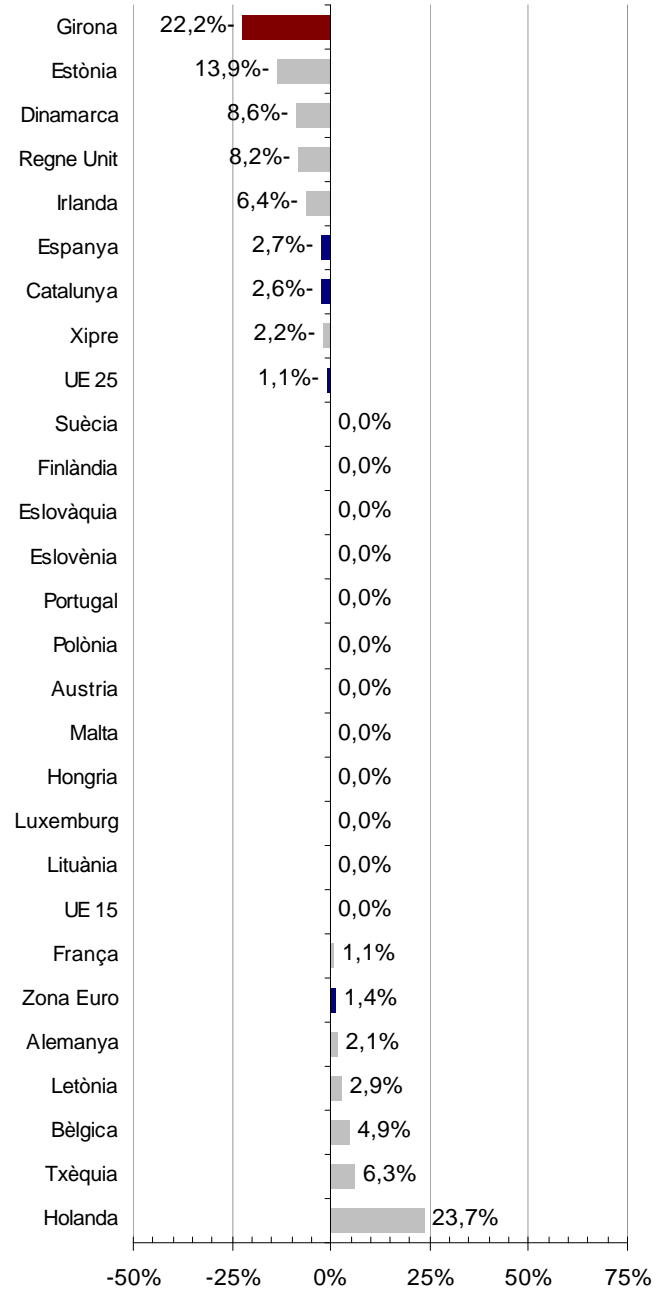 Girona 22,2%-
Estònia 13,9%-
Dinamarca 8,6%-
Regne Unit 8,2%-
Irlanda 6,4%-
Espanya 2,7%-
Catalunya 2,6%-
Xipre 2,2%-
UE 25 1,1%-
Suècia 0,0%
Finlàndia 0,0%
Eslovàquia 0,0%
Eslovènia 0,0%
Portugal 0,0%
Polònia 0,0%
Austria 0,0%
Malta 0,0%
Hongria 0,0%
Luxemburg 0,0%
Lituània 0,0%
UE 15 0,0%
França 1,1%
Zona Euro 1,4%
Alemanya 2,1%
Letònia 2,9%
Bèlgica 4,9%
Txèquia 6,3%
Holanda 23,7%
-50% -25% 0% 25% 50% 75%